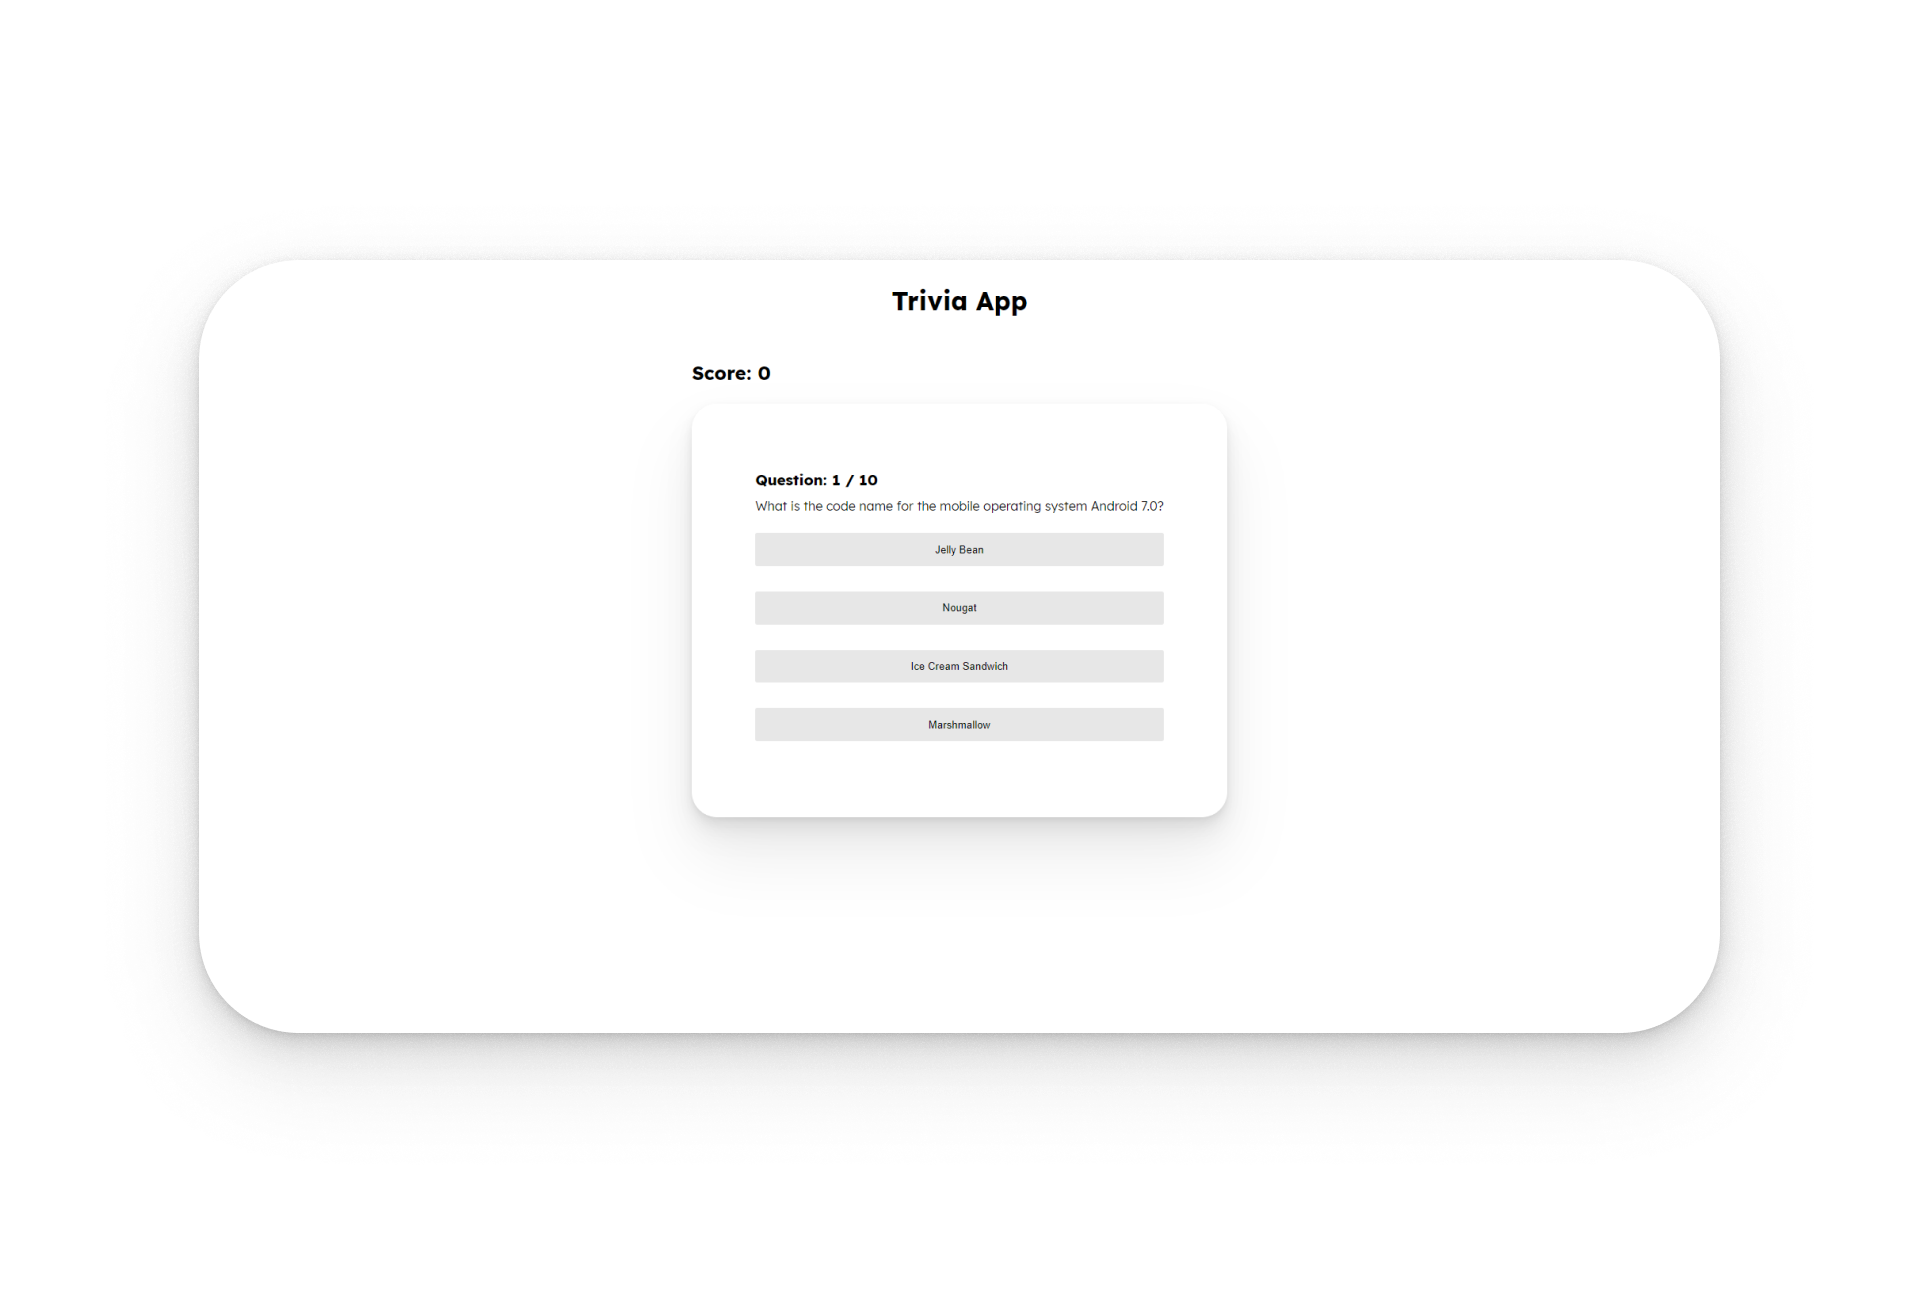 Trivia App
Score: 0
Question: 1 / 10
What is the code name for the mobile operating system Android 7.0?
Jelly Bean
Nougat
Ice Cream Sandwich
Marshmallow